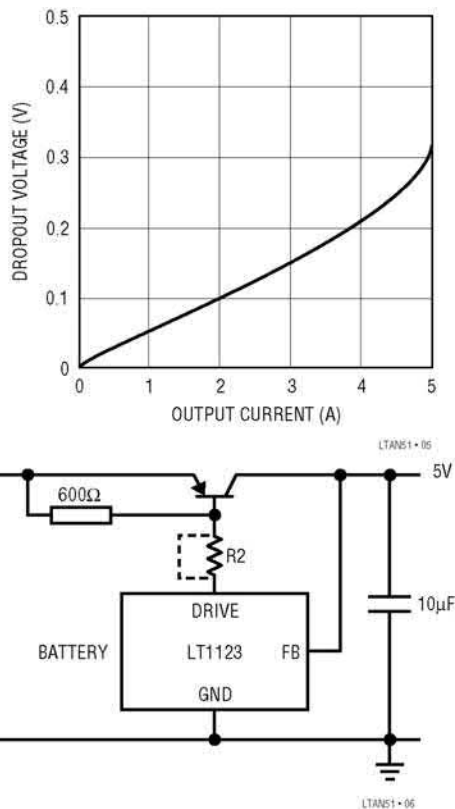 0.5
0.4
0.3
0.2
0.1
0
DROPOUT VOLTAGE (V)
0 1 2 3 4 5
OUTPUT CURRENT (A)
LTAN51 • 05
5V
600Ω
R2
10µF
DRIVE
BATTERY LT1123 FB
GND
LTAN51 • 06